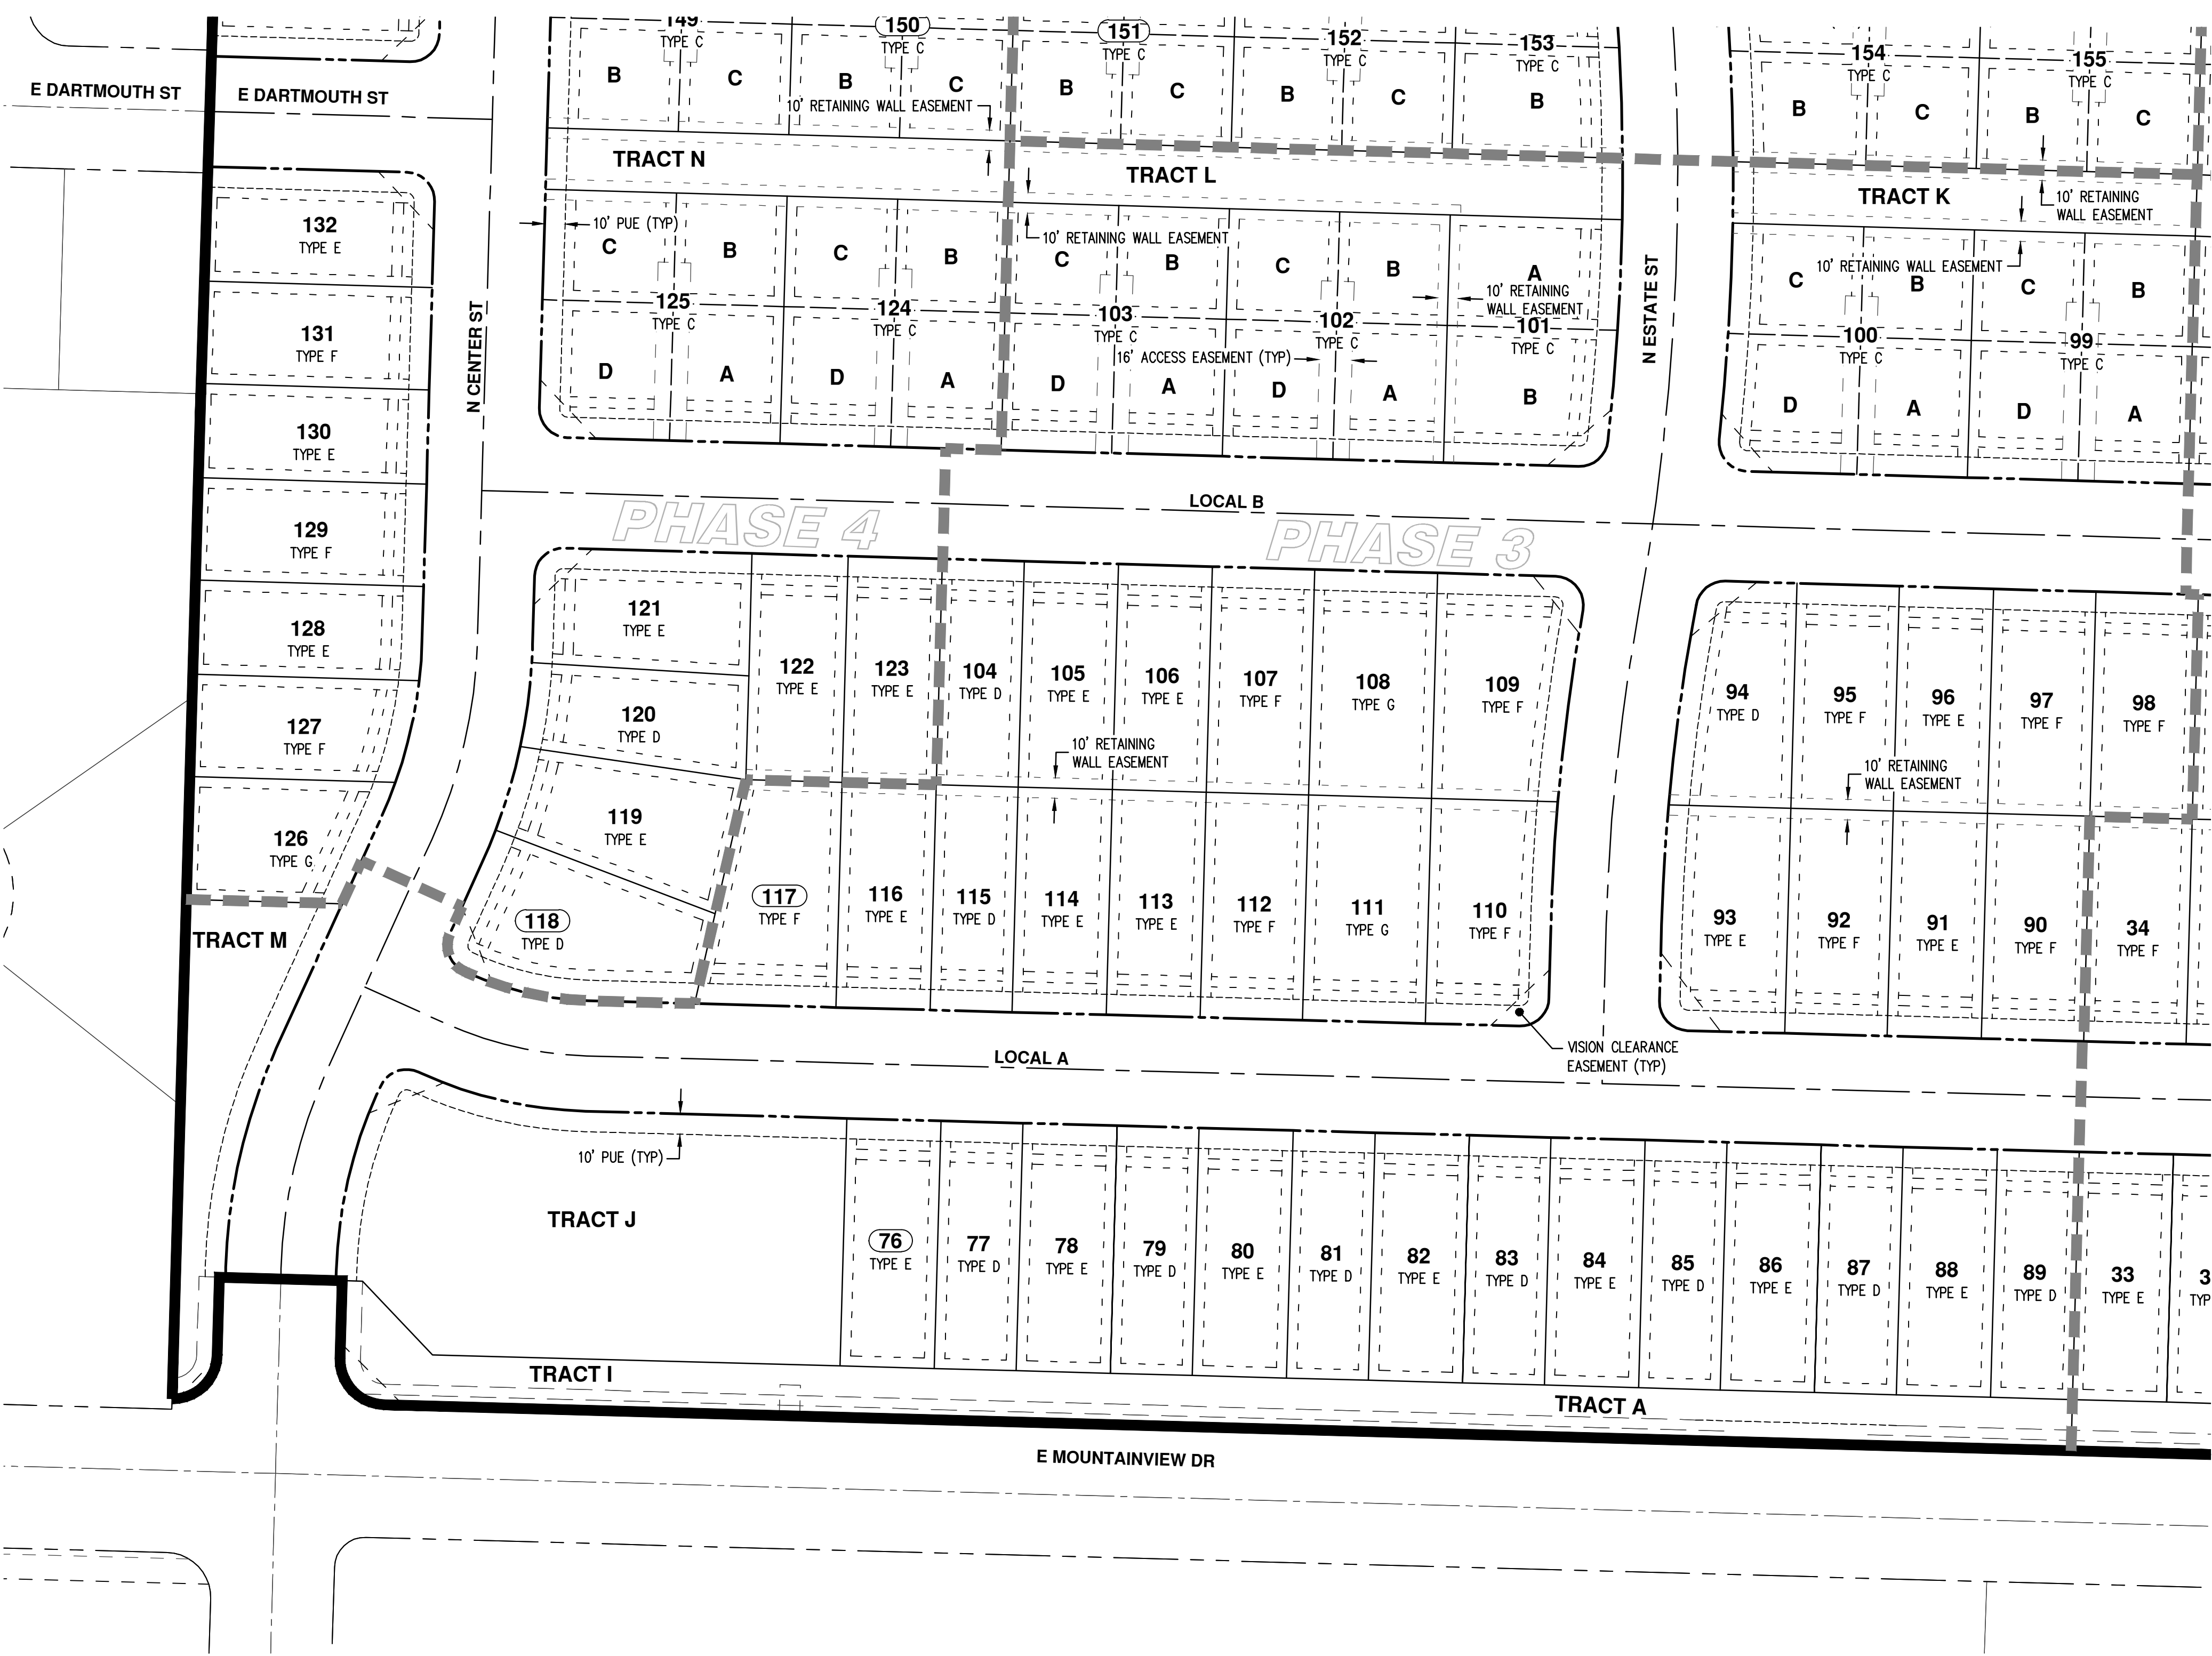 149
TYPE C
150
TYPE C
151
TYPE C
152
TYPE C
153
TYPE C
154
TYPE C
155
TYPE C
E DARTMOUTH ST
E DARTMOUTH ST
B
C
B
C
B
C
B
C
B
B
C
B
C
10' RETAINING WALL EASEMENT
TRACT N
TRACT L
TRACT K
10' RETAINING
WALL EASEMENT
132
TYPE E
10' PUE (TYP)
10' RETAINING WALL EASEMENT
10' RETAINING WALL EASEMENT
C
B
C
B
C
B
C
B
A
C
B
C
B
10' RETAINING
WALL EASEMENT
125
TYPE C
124
TYPE C
103
TYPE C
102
TYPE C
101
TYPE C
100
TYPE C
99
TYPE C
16' ACCESS EASEMENT (TYP)
N CENTER ST
N ESTATE ST
131
TYPE F
D
A
D
A
D
A
D
A
B
D
A
D
A
130
TYPE E
LOCAL B
PHASE 4
PHASE 3
129
TYPE F
128
TYPE E
127
TYPE F
126
TYPE G
121
TYPE E
120
TYPE D
119
TYPE E
118
TYPE D
122
TYPE E
123
TYPE E
104
TYPE D
105
TYPE E
106
TYPE E
107
TYPE F
108
TYPE G
109
TYPE F
94
TYPE D
95
TYPE F
96
TYPE E
97
TYPE F
98
TYPE F
10' RETAINING
WALL EASEMENT
10' RETAINING
WALL EASEMENT
117
TYPE F
116
TYPE E
115
TYPE D
114
TYPE E
113
TYPE E
112
TYPE F
111
TYPE G
110
TYPE F
93
TYPE E
92
TYPE F
91
TYPE E
90
TYPE F
34
TYPE F
TRACT M
LOCAL A
VISION CLEARANCE
EASEMENT (TYP)
10' PUE (TYP)
TRACT J
76
TYPE E
77
TYPE D
78
TYPE E
79
TYPE D
80
TYPE E
81
TYPE D
82
TYPE E
83
TYPE D
84
TYPE E
85
TYPE D
86
TYPE E
87
TYPE D
88
TYPE E
89
TYPE D
33
TYPE E
TRACT I
TRACT A
E MOUNTAINVIEW DR